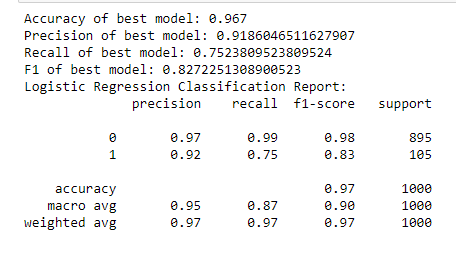 Accuracy of best model: 0.967
Precision of best model: 0.9186046511627907
Recall of best model: 0.7523809523809524
F1 of best model: 0.8272251308900523
Logistic Regression Classification Report:
precision recall f1-score support
0 0.97 0.99 0.98 895
1 0.92 0.75 0.83 105
accuracy 0.97 1000
macro avg 0.95 0.87 0.90 1000
weighted avg 0.97 0.97 0.97 1000